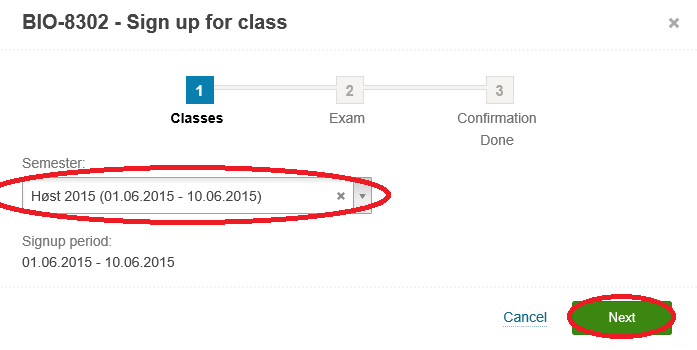 BIO-8302 - Sign up for class ×
1 2 3
Classes Exam Confirmation
Done
Semester:
Høst 2015 (01.06.2015 - 10.06.2015) ×
Signup period:
01.06.2015 - 10.06.2015
Cancel Next